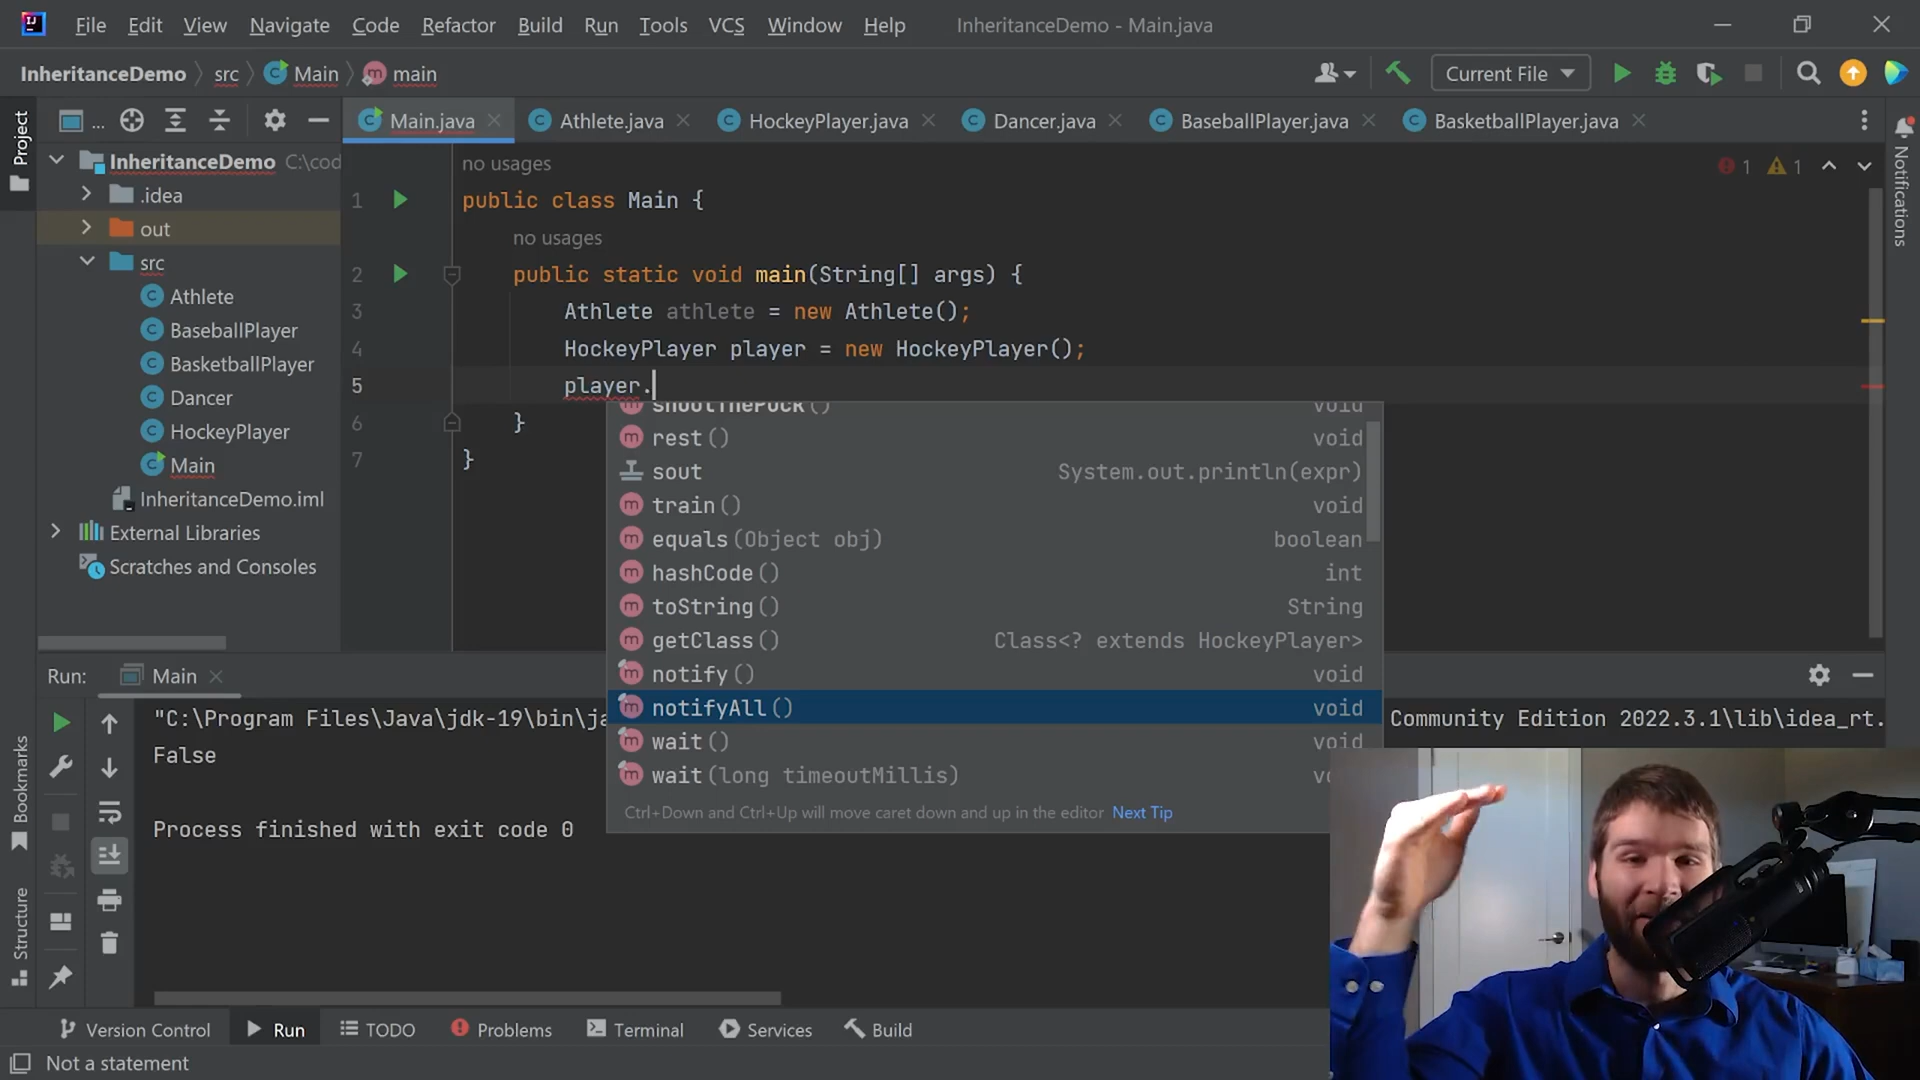 File Edit View Navigate Code Refactor Build Run Tools VCS Window Help InheritanceDemo - Main.java
InheritanceDemo src Main main Current File
Project
...
Main.java Athlete.java HockeyPlayer.java Dancer.java BaseballPlayer.java BasketballPlayer.java
Notifications
InheritanceDemo C:\cod
.idea
out
src
Athlete
BaseballPlayer
BasketballPlayer
Dancer
HockeyPlayer
Main
InheritanceDemo.iml
External Libraries
Scratches and Consoles
1 1
no usages
1 public class Main {
no usages
2 public static void main(String[] args) {
3 Athlete athlete = new Athlete();
4 HockeyPlayer player = new HockeyPlayer();
5 player.
6 }
7 }
shootThePuck() void
rest() void
sout System.out.println(expr)
train() void
equals(Object obj) boolean
hashCode() int
toString() String
getClass() Class<? extends HockeyPlayer>
notify() void
notifyAll() void
wait() void
wait(long timeoutMillis)
Ctrl+Down and Ctrl+Up will move caret down and up in the editor Next Tip
Run: Main
"C:\Program Files\Java\jdk-19\bin\ja Community Edition 2022.3.1\lib\idea_rt.
False
Process finished with exit code 0
Bookmarks
Structure
Version Control Run TODO Problems Terminal Services Build
Not a statement